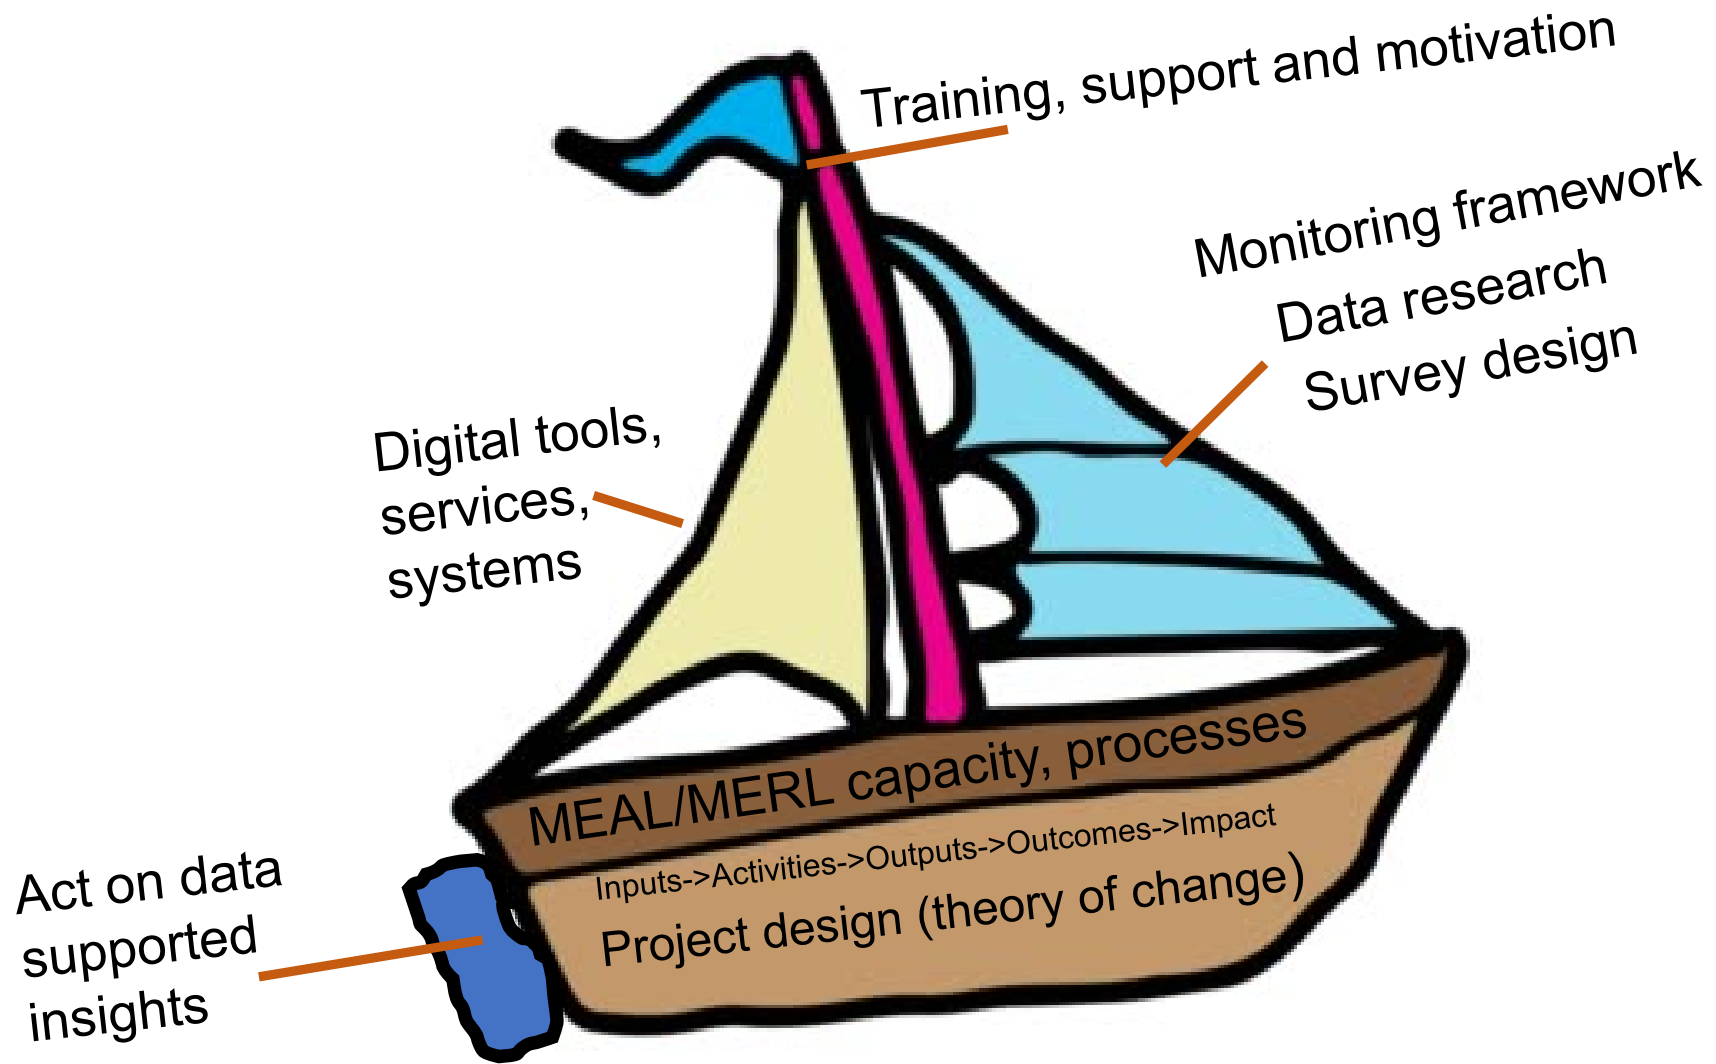 Training, support and motivation
Monitoring framework
Data research
Survey design
Digital tools,
services,
systems
MEAL/MERL capacity, processes
Inputs->Activities->Outputs->Outcomes->Impact
Project design (theory of change)
Act on data
supported
insights